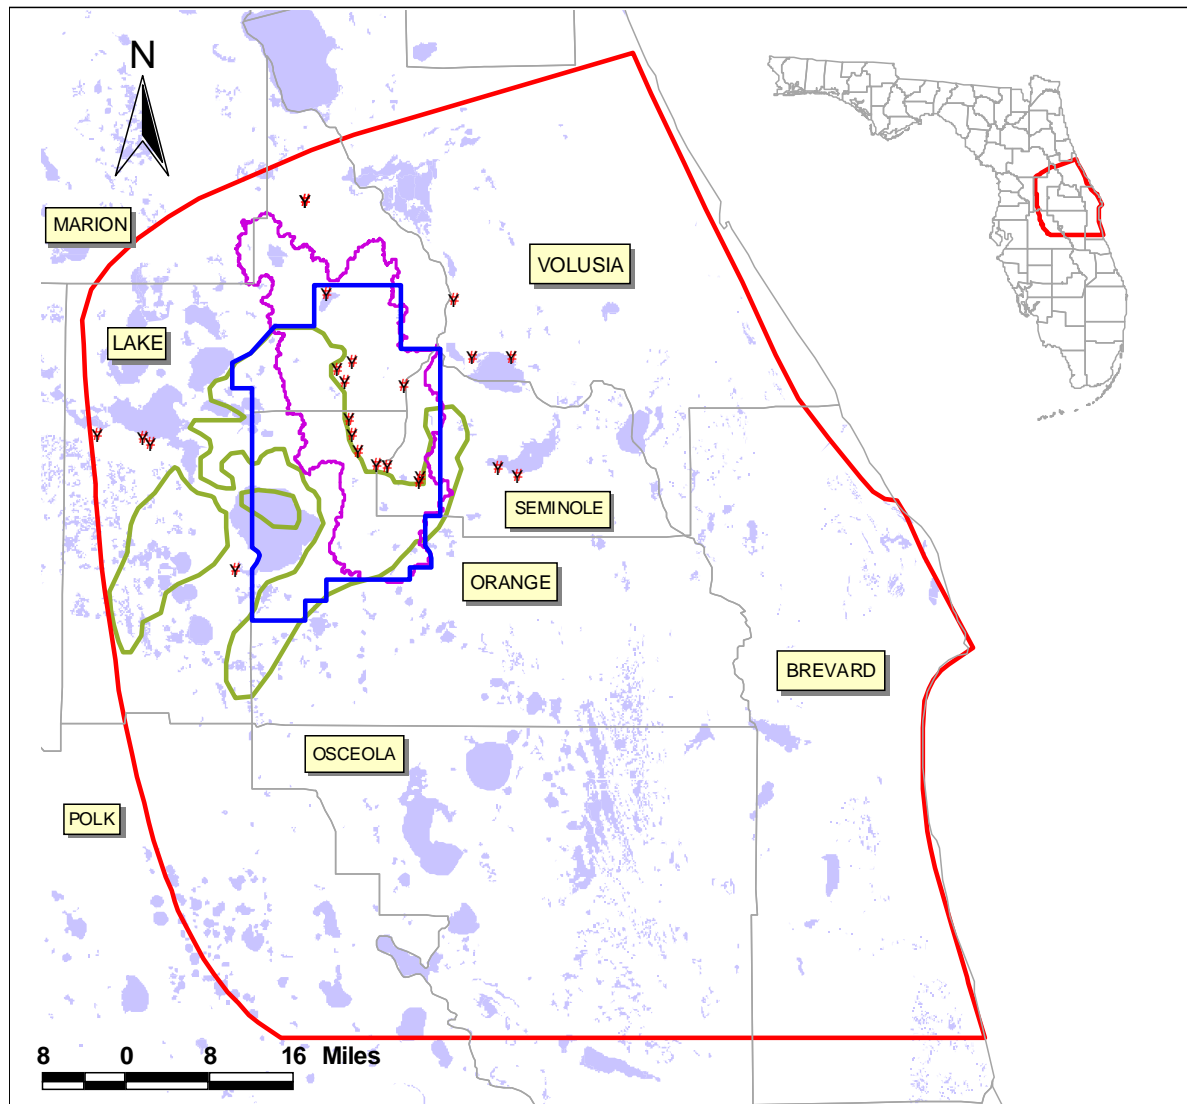 N
MARION
VOLUSIA
LAKE
SEMINOLE
ORANGE
BREVARD
OSCEOLA
POLK
8 0 8 16 Miles